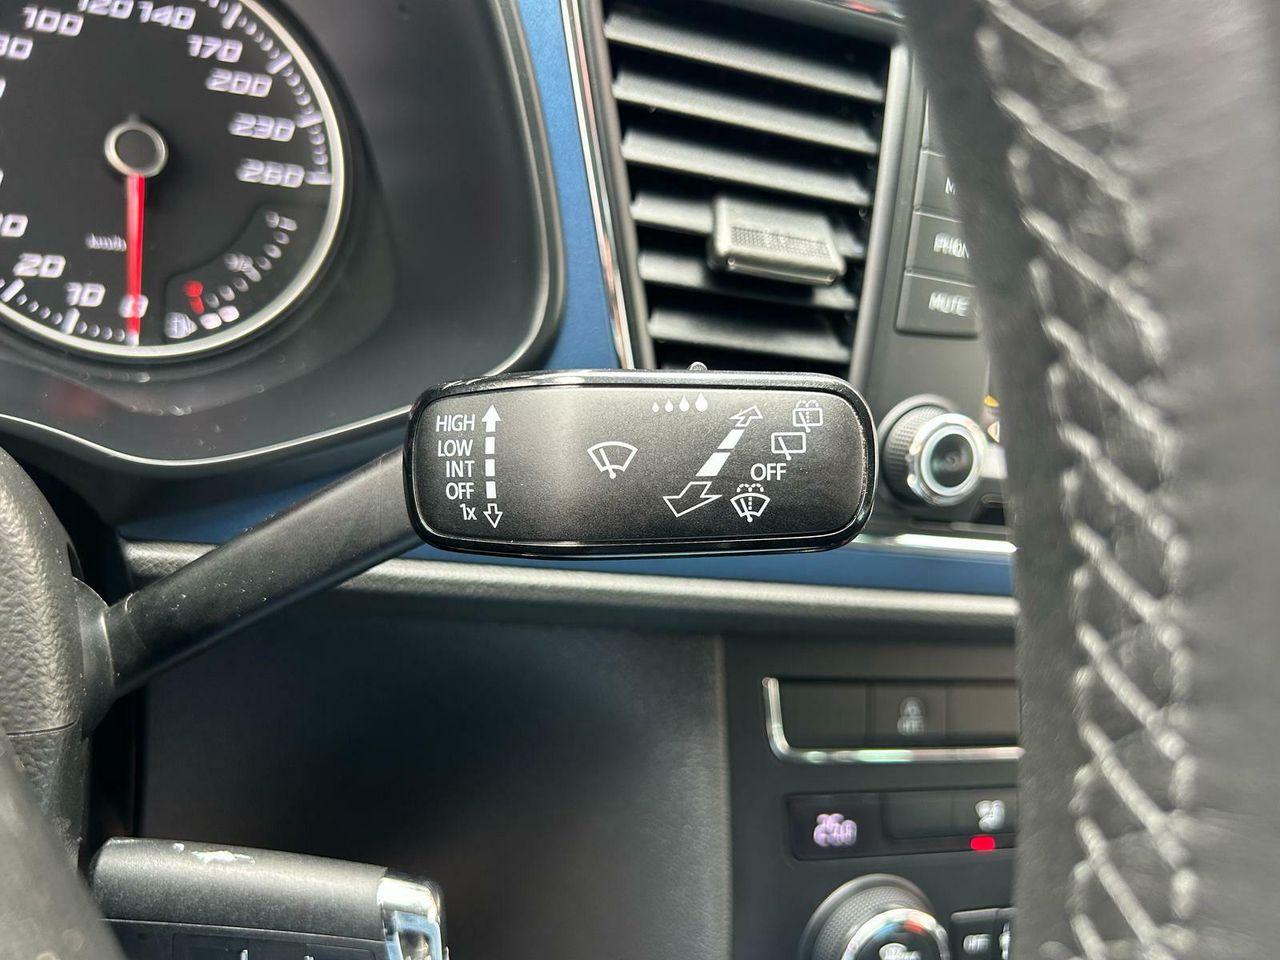 100
120
140
170
200
230
260
km/h
20
10
0
PHON
MUTE
HIGH
LOW
INT
OFF
1x
OFF